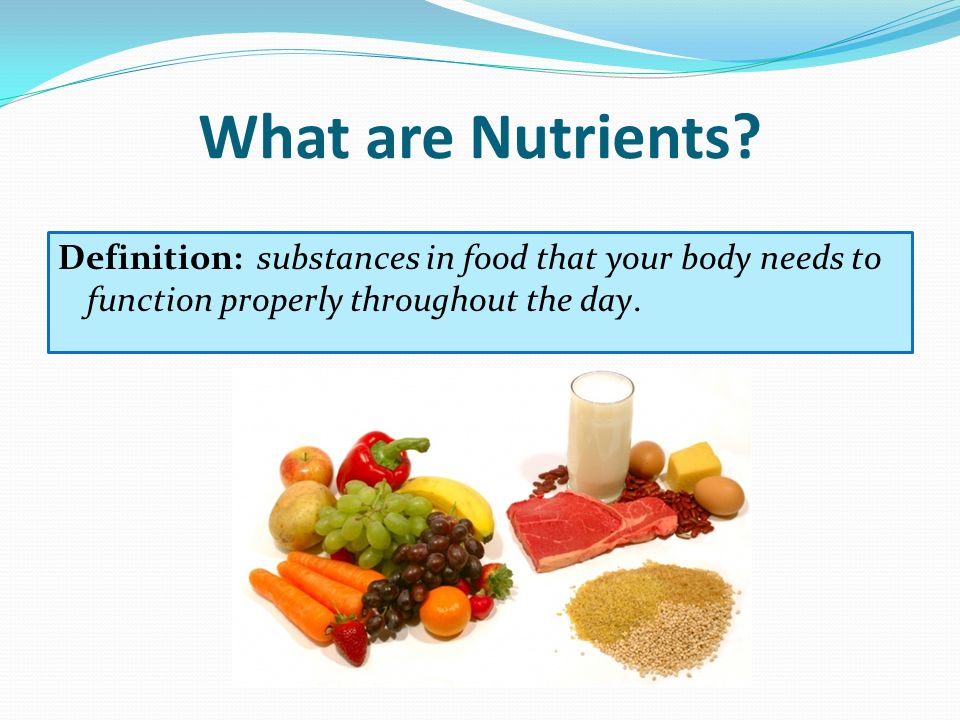 What are Nutrients?
Definition: substances in food that your body needs to
function properly throughout the day.